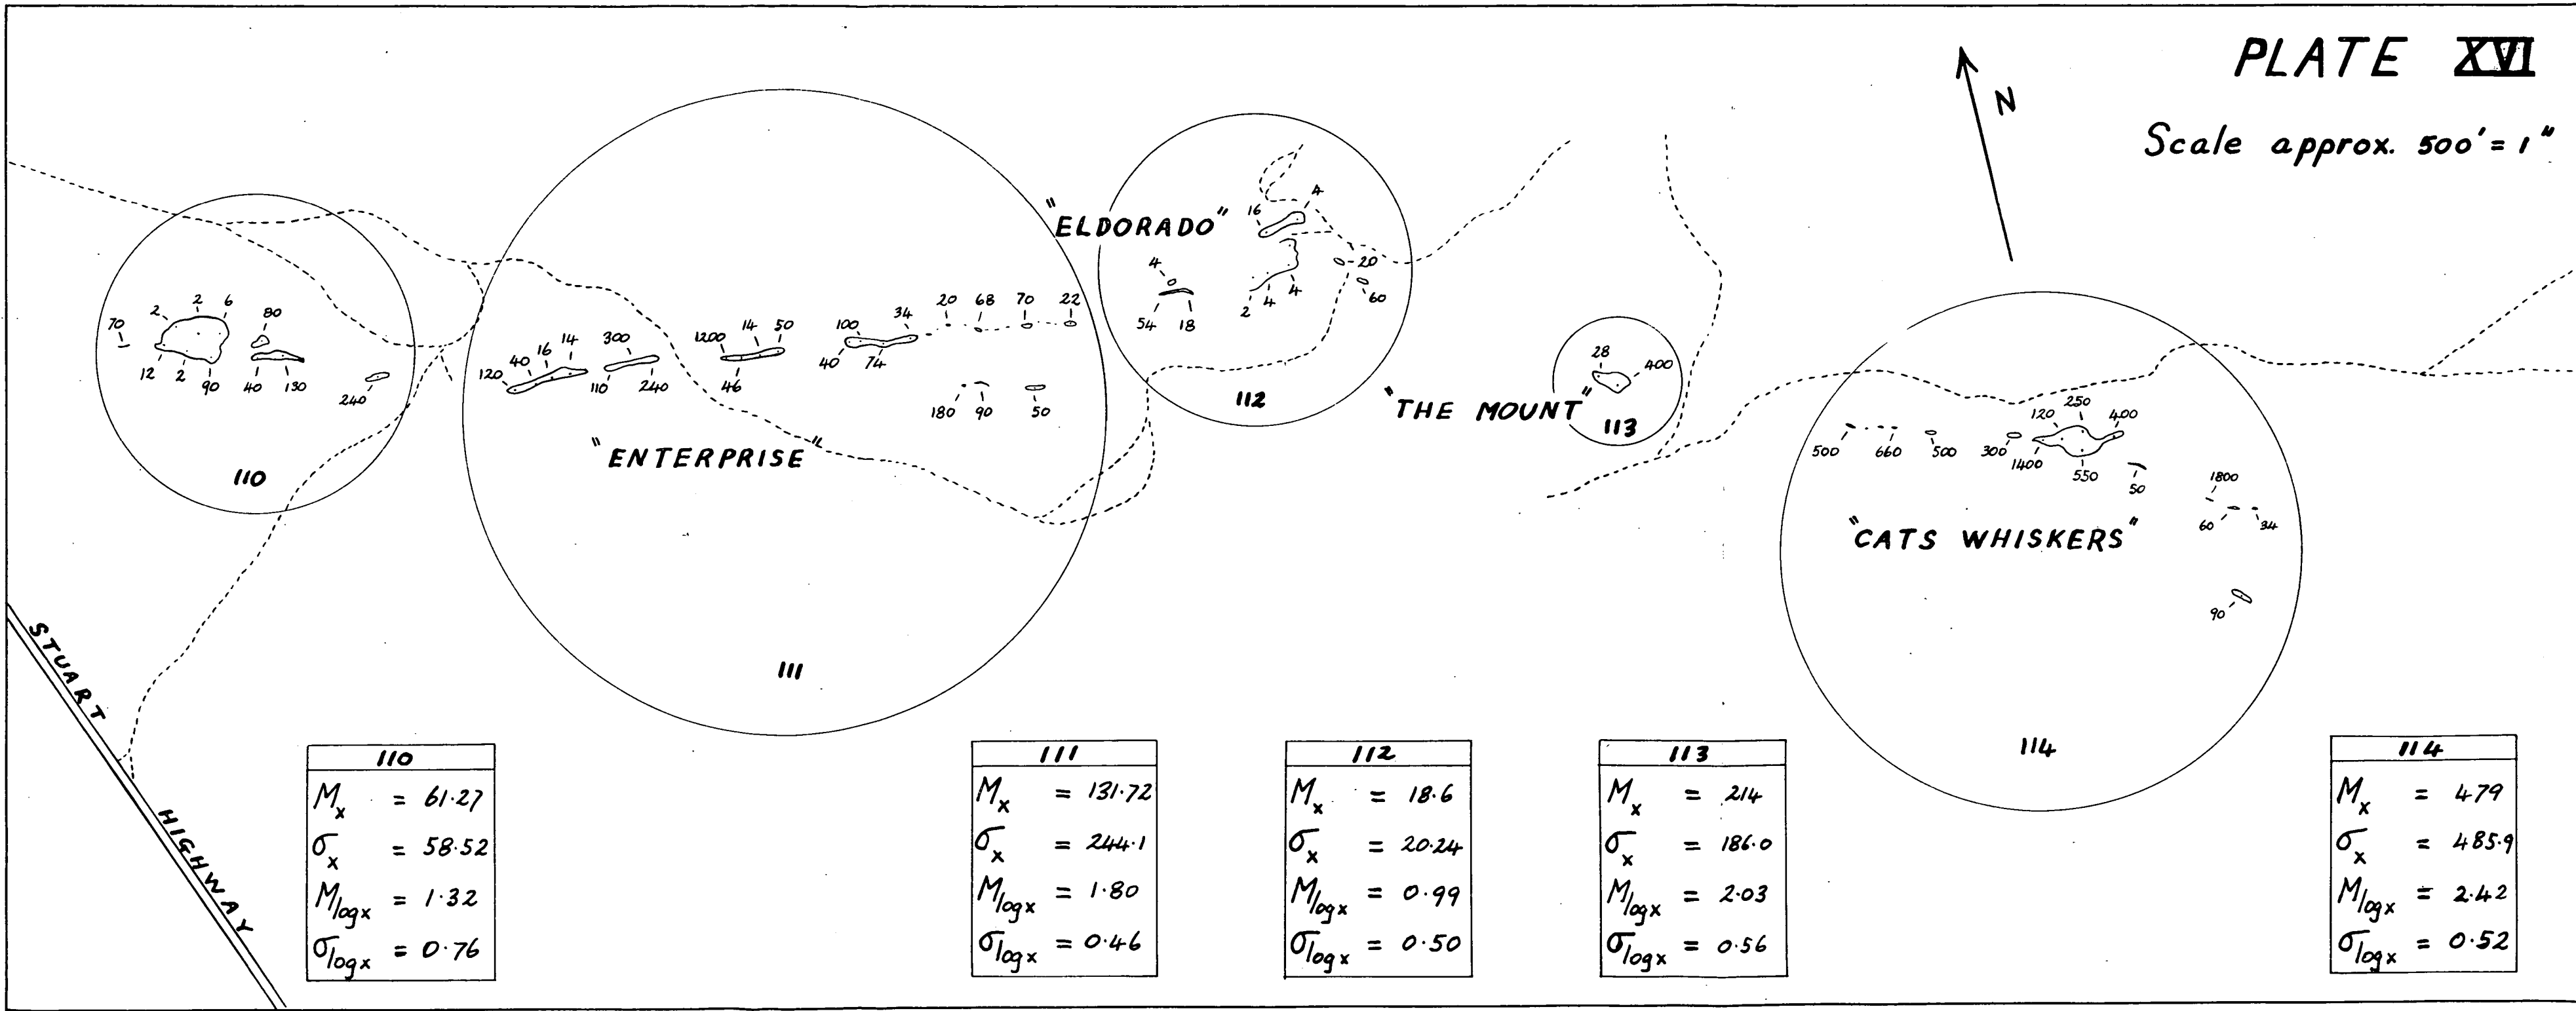 PLATE XVI
N
Scale approx. 500' = 1"
70
2
2
6
80
12
2
90
40
130
240
110
120
40
16
14
300
110
240
1200
14
50
46
100
34
40
74
20
68
70
22
180
90
50
"ENTERPRISE"
111
"ELDORADO"
16
4
4
54
18
2
4
4
20
60
112
"THE MOUNT"
28
400
113
500
660
500
300
120
250
400
1400
550
50
1800
60
34
90
"CATS WHISKERS"
114
STUART HIGHWAY
110
Mx = 61.27
σx = 58.52
Mlogx = 1.32
σlogx = 0.76
111
Mx = 131.72
σx = 244.1
Mlogx = 1.80
σlogx = 0.46
112
Mx = 18.6
σx = 20.24
Mlogx = 0.99
σlogx = 0.50
113
Mx = 214
σx = 186.0
Mlogx = 2.03
σlogx = 0.56
114
Mx = 479
σx = 485.9
Mlogx = 2.42
σlogx = 0.52